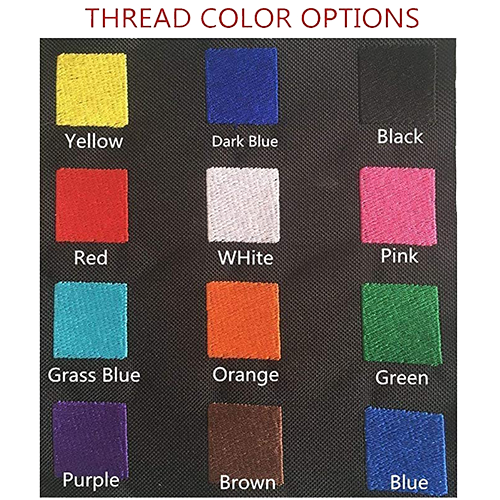 THREAD COLOR OPTIONS
Yellow Dark Blue Black
Red WHite Pink
Grass Blue Orange Green
Purple Brown Blue